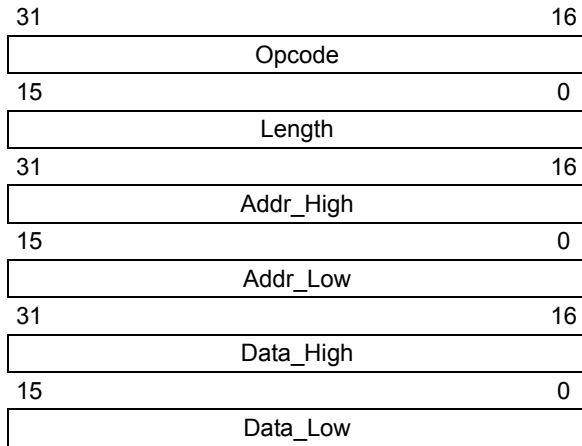 31 16
Opcode
15 0
Length
31 16
Addr_High
15 0
Addr_Low
31 16
Data_High
15 0
Data_Low